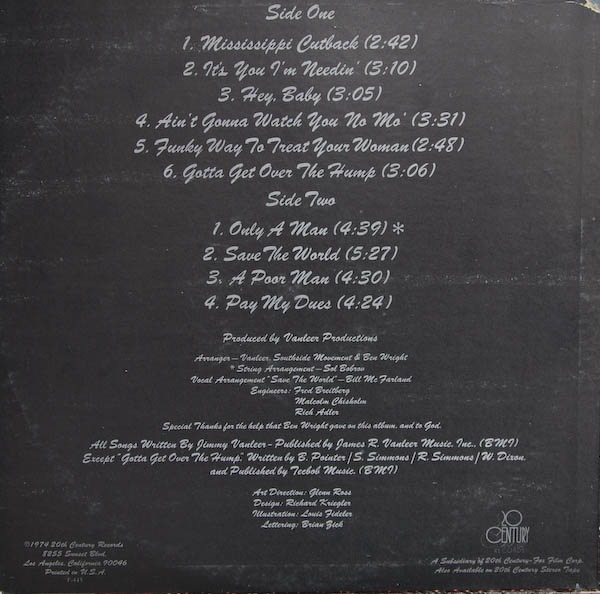 Side One
1. Mississippi Cutback (2:42)
2. It's You I'm Needin' (3:10)
3. Hey, Baby (3:05)
4. Ain't Gonna Watch You No Mo' (3:31)
5. Funky Way To Treat Your Woman (2:48)
6. Gotta Get Over The Hump (3:06)
Side Two
1. Only A Man (4:39) *
2. Save The World (5:27)
3. A Poor Man (4:30)
4. Pay My Dues (4:24)
Produced by Vanleer Productions
Arranger – Vanleer, Southside Movement & Ben Wright
* String Arrangement – Sol Bobrov
Vocal Arrangement "Save The World" – Bill Mc Farland
Engineers: Fred Breitberg
Malcolm Chisholm
Rich Adler
Special Thanks for the help that Ben Wright gave on this album, and to God.
All Songs Written By Jimmy Vanleer – Published by James R. Vanleer Music. Inc., (BMI)
Except "Gotta Get Over The Hump" Written by B. Pointer / S. Simmons / R. Simmons / W. Dixon.
and Published by Tecbob Music. (BMI)
Art Direction: Glenn Ross
Design: Richard Kriegler
Illustration: Louis Fideler
Lettering: Brian Zick
©1974 20th Century Records
8255 Sunset Blvd.
Los Angeles, California 90046
Printed in U.S.A.
20
CENTURY
RECORDS
A Subsidiary of 20th Century-Fox Film Corp.
Also Available on 20th Century Stereo Tape